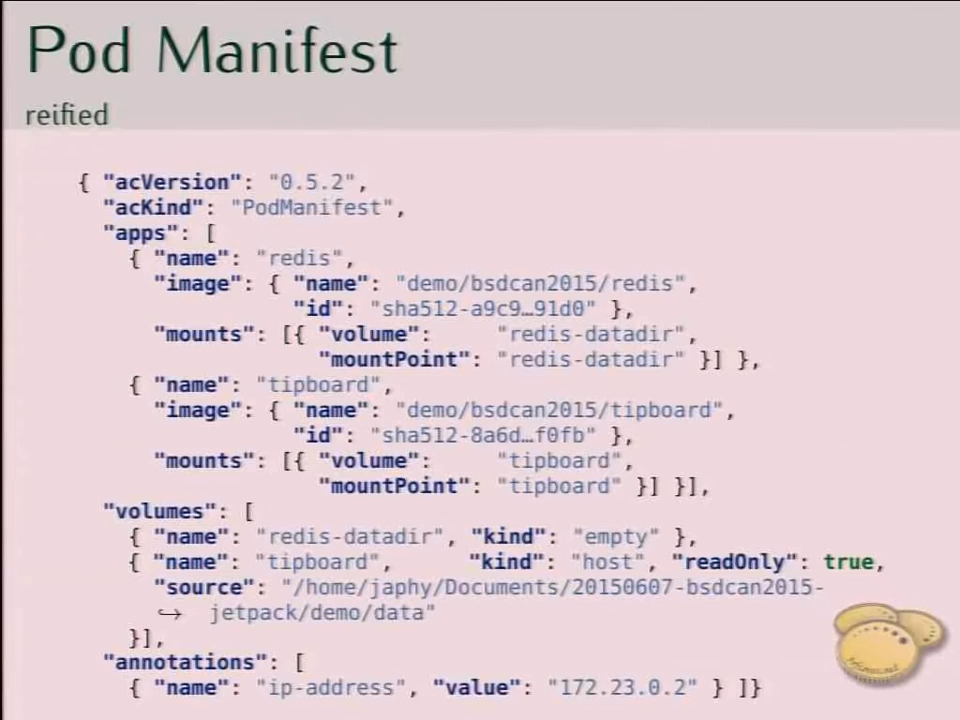 Pod Manifest
reified
{ "acVersion": "0.5.2",
"acKind": "PodManifest",
"apps": [
{ "name": "redis",
"image": { "name": "demo/bsdcan2015/redis",
"id": "sha512-a9c9…91d0" },
"mounts": [{ "volume": "redis-datadir",
"mountPoint": "redis-datadir" }] },
{ "name": "tipboard",
"image": { "name": "demo/bsdcan2015/tipboard",
"id": "sha512-8a6d…f0fb" },
"mounts": [{ "volume": "tipboard",
"mountPoint": "tipboard" }] }],
"volumes": [
{ "name": "redis-datadir", "kind": "empty" },
{ "name": "tipboard", "kind": "host", "readOnly": true,
"source": "/home/japhy/Documents/20150607-bsdcan2015-
↪ jetpack/demo/data"
}],
"annotations": [
{ "name": "ip-address", "value": "172.23.0.2" } ]}